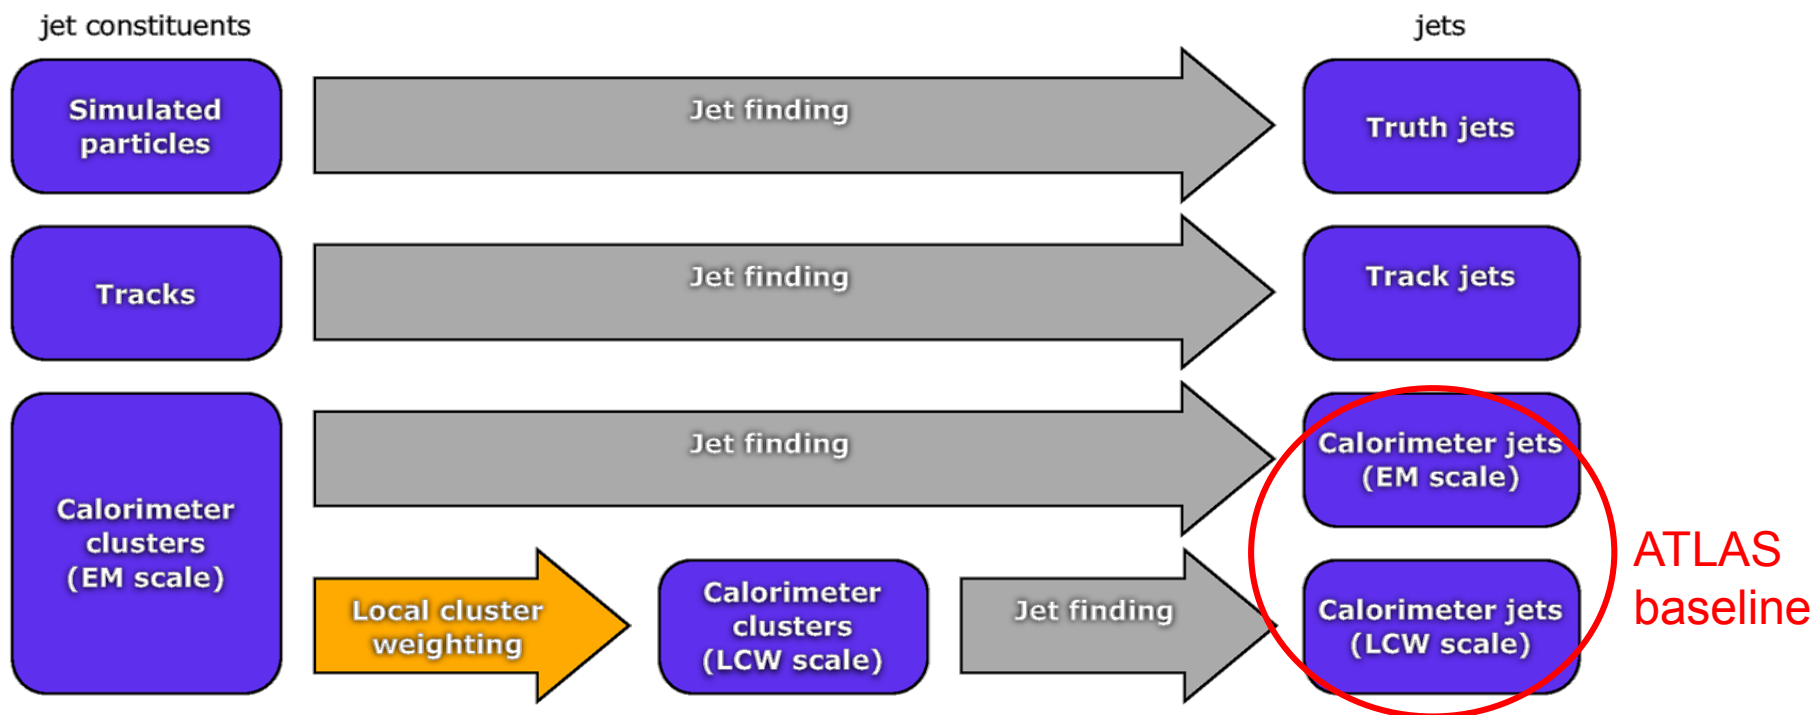 jet constituents
jets
Simulated
particles
Jet finding
Truth jets
Tracks
Jet finding
Track jets
Calorimeter
clusters
(EM scale)
Jet finding
Calorimeter jets
(EM scale)
Local cluster
weighting
Calorimeter
clusters
(LCW scale)
Jet finding
Calorimeter jets
(LCW scale)
ATLAS
baseline